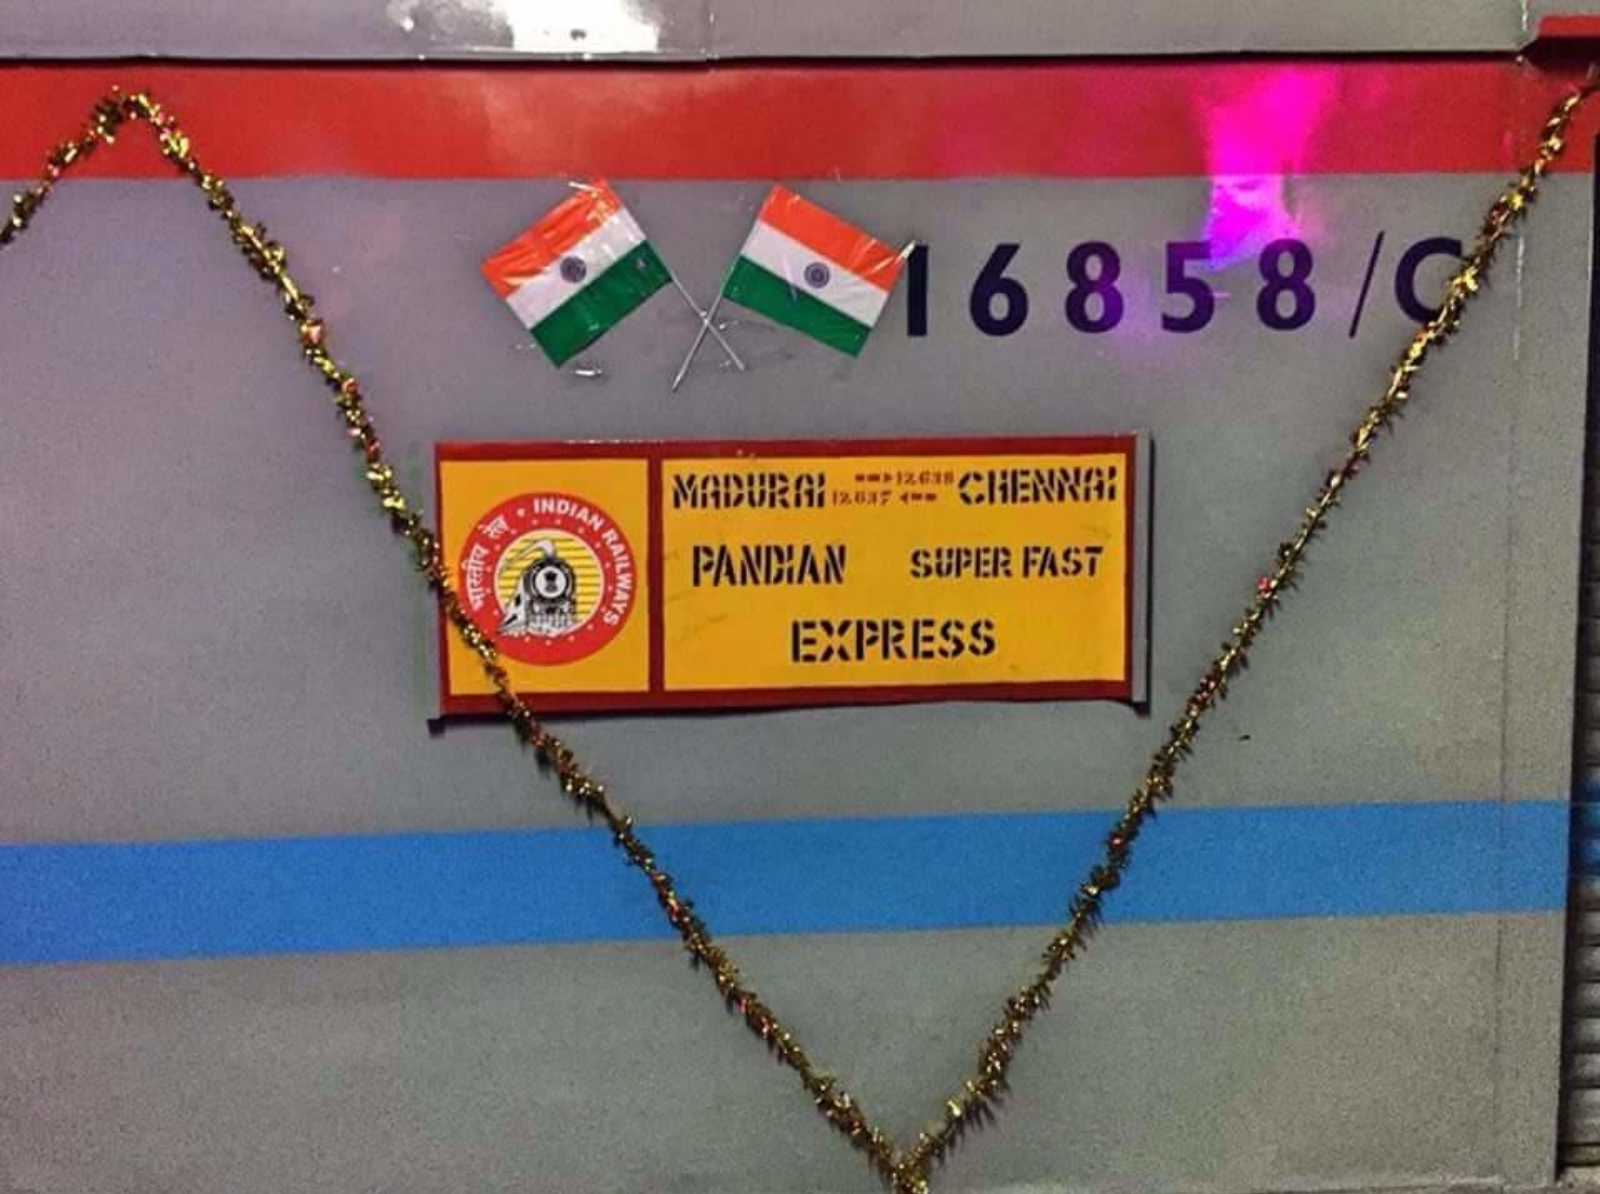 16858/C
भारतीय रेल • INDIAN RAILWAYS
MADURAI 12638 CHENNAI
12637
PANDIAN SUPER FAST
EXPRESS